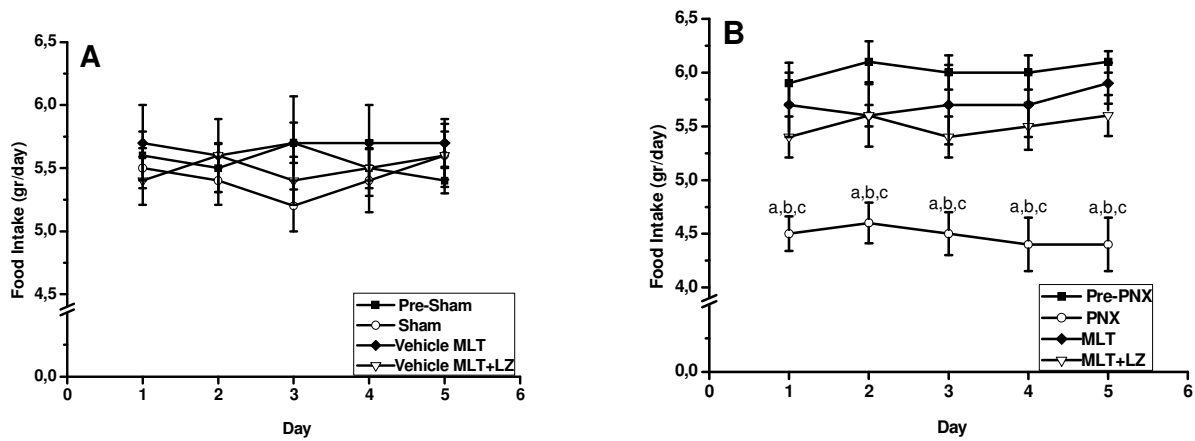 A
6,5
6,0
5,5
5,0
4,5
0,0
Food Intake (gr/day)
0 1 2 3 4 5 6
Day
Pre-Sham
Sham
Vehicle MLT
Vehicle MLT+LZ
B
6,5
6,0
5,5
5,0
4,5
4,0
0,0
Food Intake (gr/day)
a,b,c a,b,c a,b,c a,b,c a,b,c
0 1 2 3 4 5 6
Day
Pre-PNX
PNX
MLT
MLT+LZ